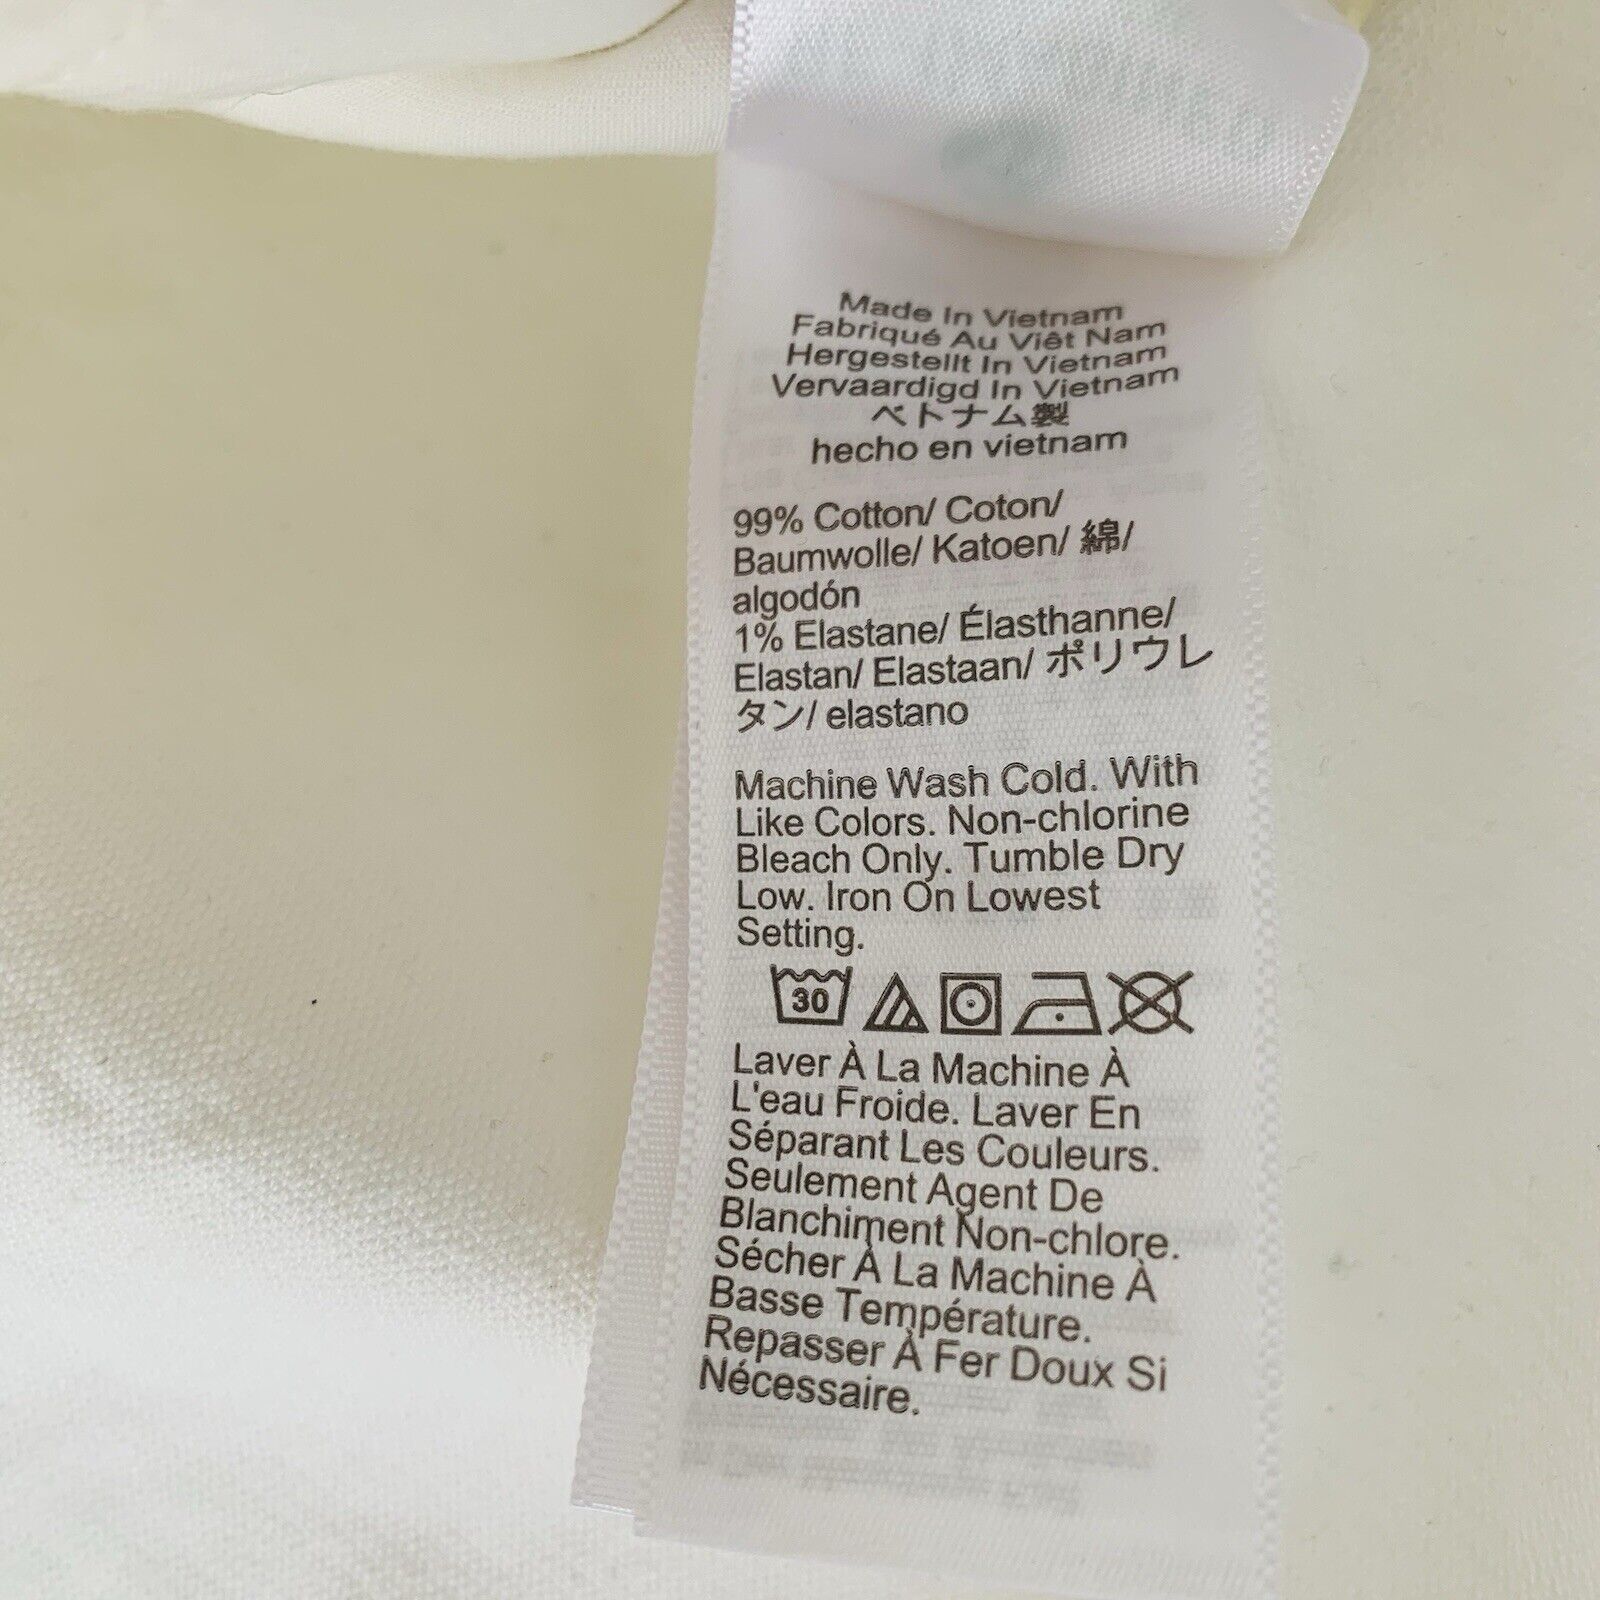 Made In Vietnam
Fabriqué Au Viêt Nam
Hergestellt In Vietnam
Vervaardigd In Vietnam
ベトナム製
hecho en vietnam
99% Cotton/ Coton/
Baumwolle/ Katoen/ 綿/
algodón
1% Elastane/ Élasthanne/
Elastan/ Elastaan/ ポリウレ
タン/ elastano
Machine Wash Cold. With
Like Colors. Non-chlorine
Bleach Only. Tumble Dry
Low. Iron On Lowest
Setting.
30
Laver À La Machine À
L'eau Froide. Laver En
Séparant Les Couleurs.
Seulement Agent De
Blanchiment Non-chlore.
Sécher À La Machine À
Basse Température.
Repasser À Fer Doux Si
Nécessaire.